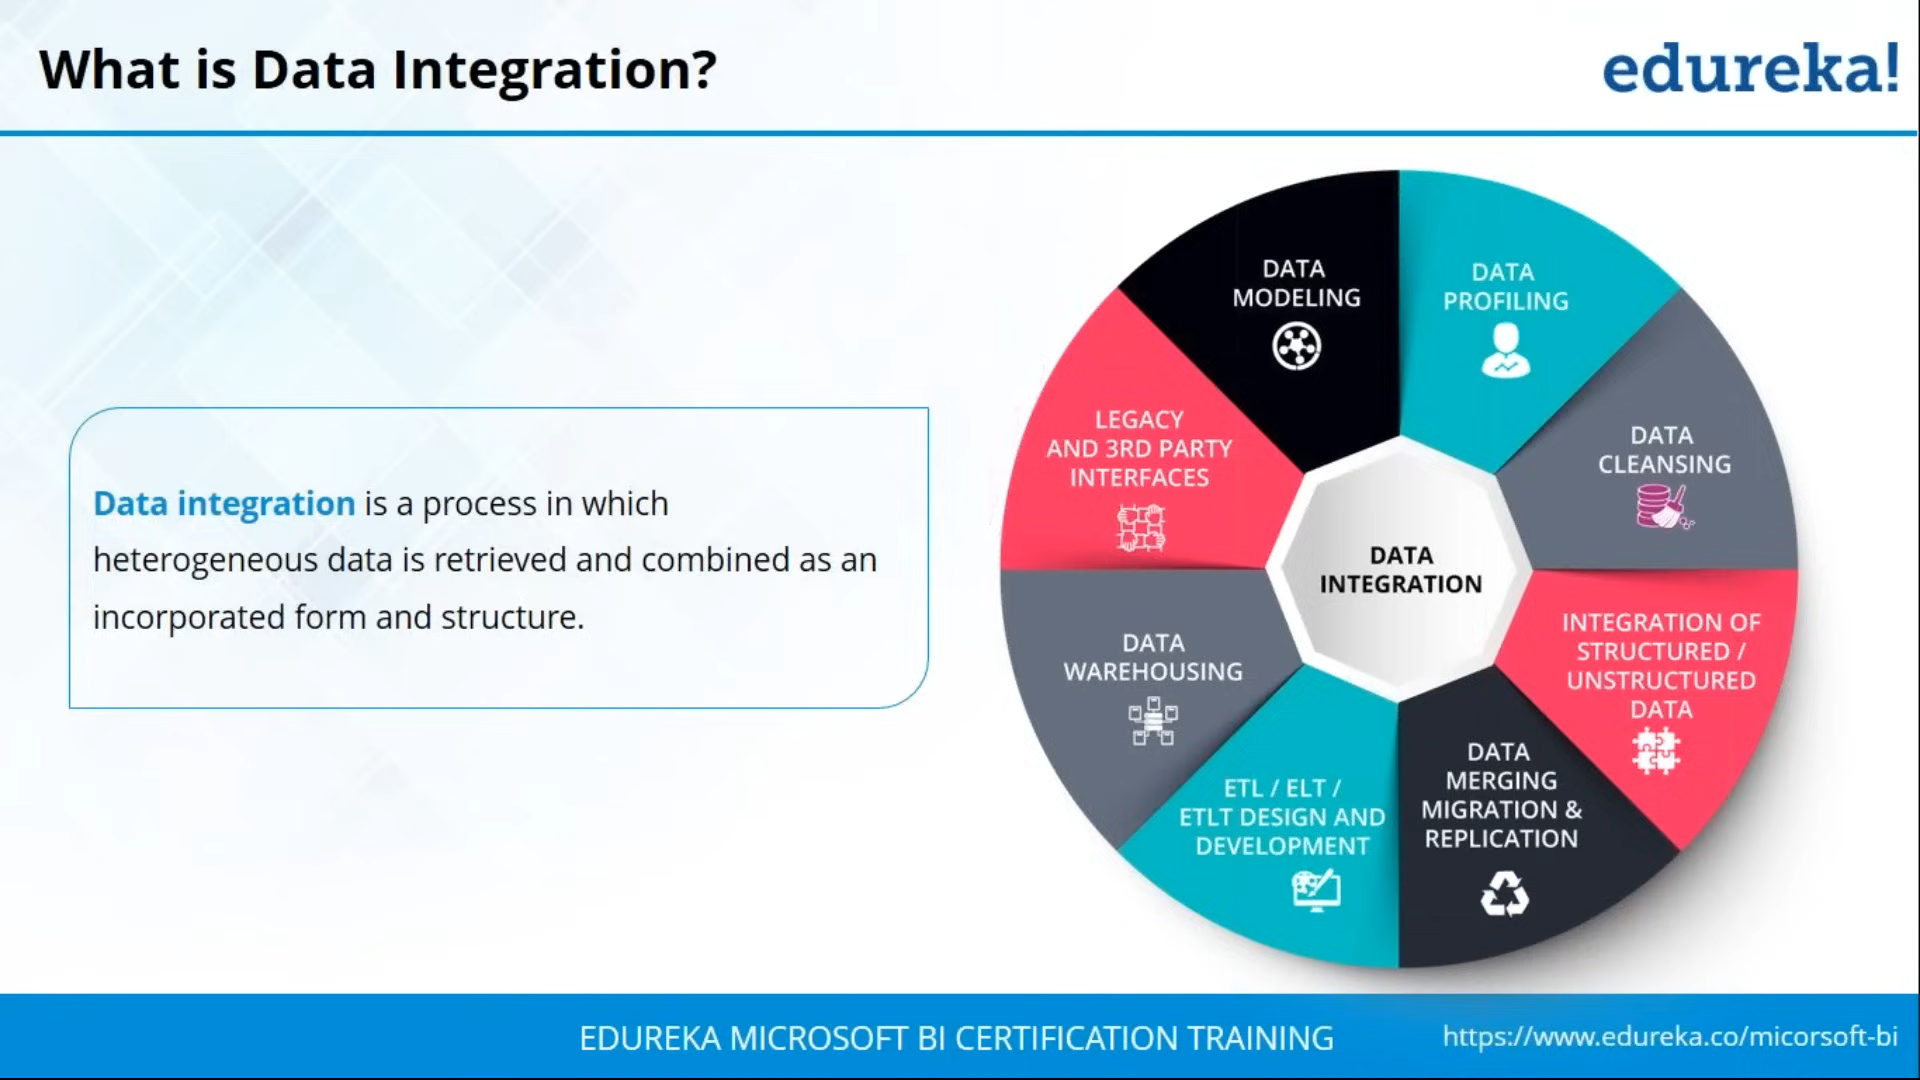 What is Data Integration?
edureka!
Data integration is a process in which
heterogeneous data is retrieved and combined as an
incorporated form and structure.
DATA
MODELING
DATA
PROFILING
DATA
CLEANSING
INTEGRATION OF
STRUCTURED /
UNSTRUCTURED
DATA
DATA
MERGING
MIGRATION &
REPLICATION
ETL / ELT /
ETLT DESIGN AND
DEVELOPMENT
DATA
WAREHOUSING
LEGACY
AND 3RD PARTY
INTERFACES
DATA
INTEGRATION
EDUREKA MICROSOFT BI CERTIFICATION TRAINING
https://www.edureka.co/micorsoft-bi